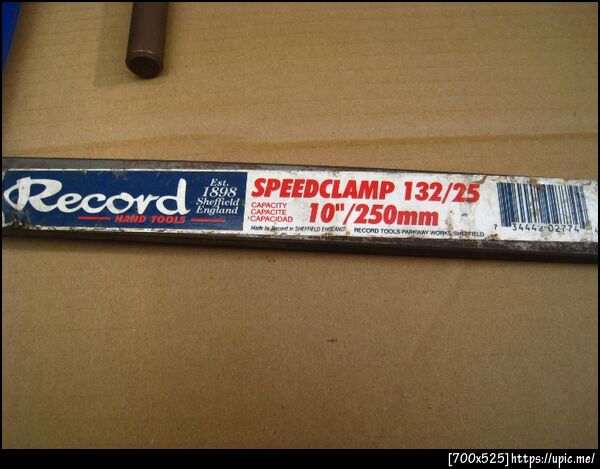 Record
HAND TOOLS
Est.
1898
Sheffield
England
SPEEDCLAMP 132/25
CAPACITY
CAPACITE
CAPACIDAD
10"/250mm
Made by Record in SHEFFIELD ENGLAND
RECORD TOOLS PARKWAY WORKS, SHEFFIELD
34442 02774
[700x525]https://upic.me/